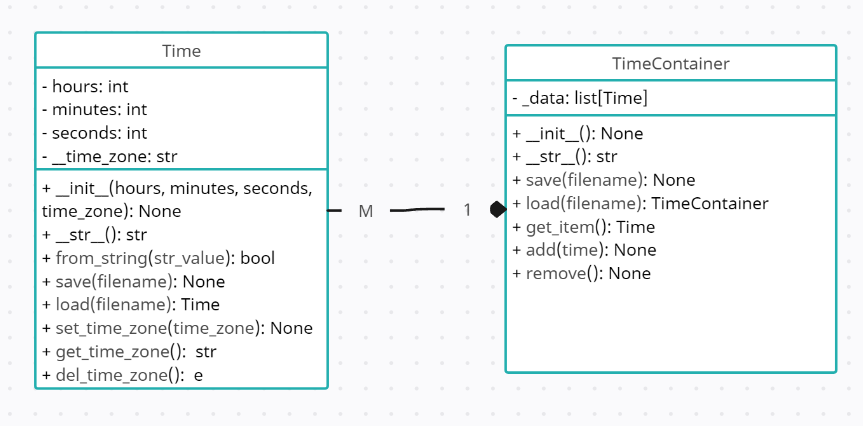 Time
- hours: int
- minutes: int
- seconds: int
- __time_zone: str
+ __init__(hours, minutes, seconds,
time_zone): None
+ __str__(): str
+ from_string(str_value): bool
+ save(filename): None
+ load(filename): Time
+ set_time_zone(time_zone): None
+ get_time_zone(): str
+ del_time_zone(): e
M
1
TimeContainer
- _data: list[Time]
+ __init__(): None
+ __str__(): str
+ save(filename): None
+ load(filename): TimeContainer
+ get_item(): Time
+ add(time): None
+ remove(): None